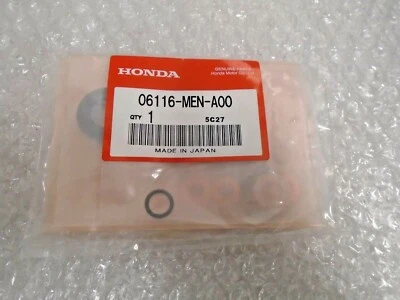 HONDA
GENUINE PARTS
Honda Motor Co., Ltd.
06116-MEN-A00
QTY 1
5C27
MADE IN JAPAN